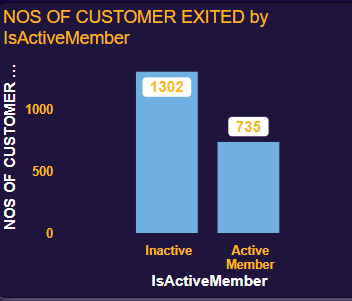 NOS OF CUSTOMER EXITED by
IsActiveMember
NOS OF CUSTOMER ...
1000
500
0
1302
735
Inactive
Active
Member
IsActiveMember